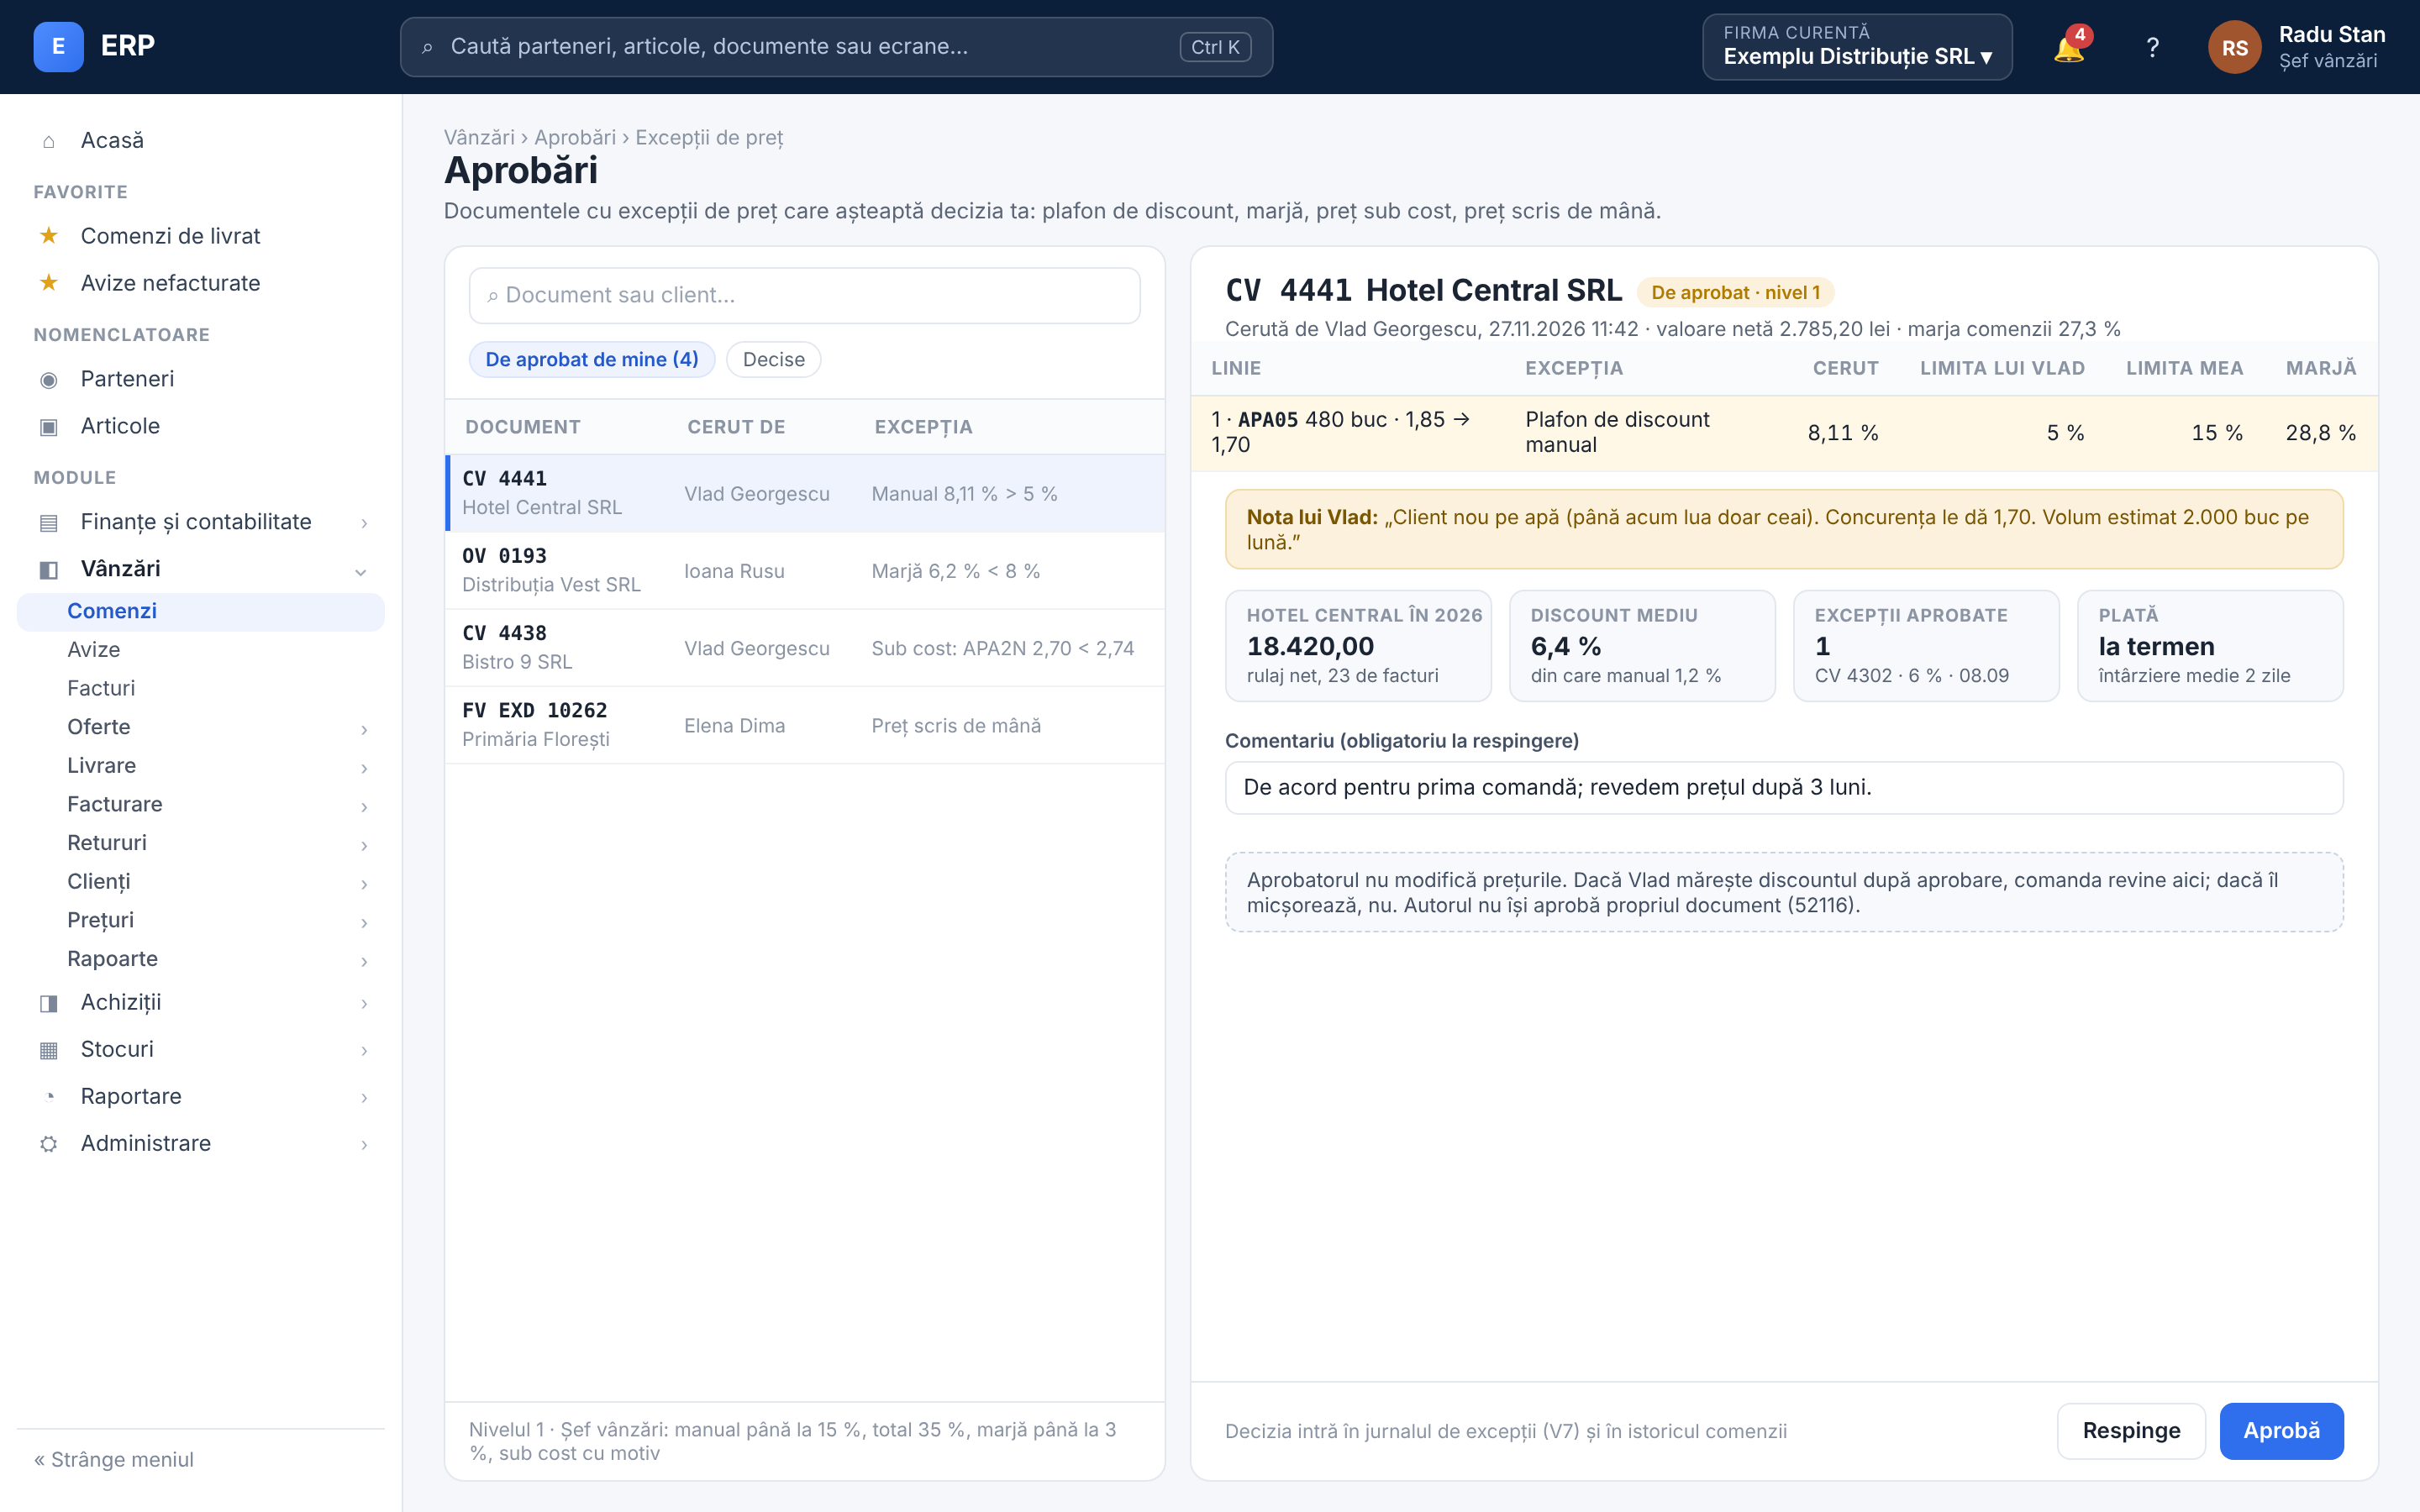 E ERP
Caută parteneri, articole, documente sau ecrane... Ctrl K
FIRMA CURENTĂ
Exemplu Distribuție SRL ▾
4
?
RS
Radu Stan
Șef vânzări
Acasă
FAVORITE
★ Comenzi de livrat
★ Avize nefacturate
NOMENCLATOARE
Parteneri
Articole
MODULE
Finanțe și contabilitate ›
Vânzări
Comenzi
Avize
Facturi
Oferte ›
Livrare ›
Facturare ›
Retururi ›
Clienți ›
Prețuri ›
Rapoarte ›
Achiziții ›
Stocuri ›
Raportare ›
Administrare ›
« Strânge meniul
Vânzări › Aprobări › Excepții de preț
Aprobări
Documentele cu excepții de preț care așteaptă decizia ta: plafon de discount, marjă, preț sub cost, preț scris de mână.
Document sau client...
De aprobat de mine (4) Decise
DOCUMENT CERUT DE EXCEPȚIA
CV 4441
Hotel Central SRL
Vlad Georgescu
Manual 8,11 % > 5 %
OV 0193
Distribuția Vest SRL
Ioana Rusu
Marjă 6,2 % < 8 %
CV 4438
Bistro 9 SRL
Vlad Georgescu
Sub cost: APA2N 2,70 < 2,74
FV EXD 10262
Primăria Florești
Elena Dima
Preț scris de mână
Nivelul 1 · Șef vânzări: manual până la 15 %, total 35 %, marjă până la 3
%, sub cost cu motiv
CV 4441 Hotel Central SRL De aprobat · nivel 1
Cerută de Vlad Georgescu, 27.11.2026 11:42 · valoare netă 2.785,20 lei · marja comenzii 27,3 %
LINIE EXCEPȚIA CERUT LIMITA LUI VLAD LIMITA MEA MARJĂ
1 · APA05 480 buc · 1,85 →
1,70
Plafon de discount
manual
8,11 % 5 % 15 % 28,8 %
Nota lui Vlad: „Client nou pe apă (până acum lua doar ceai). Concurența le dă 1,70. Volum estimat 2.000 buc pe
lună.”
HOTEL CENTRAL ÎN 2026
18.420,00
rulaj net, 23 de facturi
DISCOUNT MEDIU
6,4 %
din care manual 1,2 %
EXCEPȚII APROBATE
1
CV 4302 · 6 % · 08.09
PLATĂ
la termen
întârziere medie 2 zile
Comentariu (obligatoriu la respingere)
De acord pentru prima comandă; revedem prețul după 3 luni.
Aprobatorul nu modifică prețurile. Dacă Vlad mărește discountul după aprobare, comanda revine aici; dacă îl
micșorează, nu. Autorul nu își aprobă propriul document (52116).
Decizia intră în jurnalul de excepții (V7) și în istoricul comenzii
Respinge Aprobă